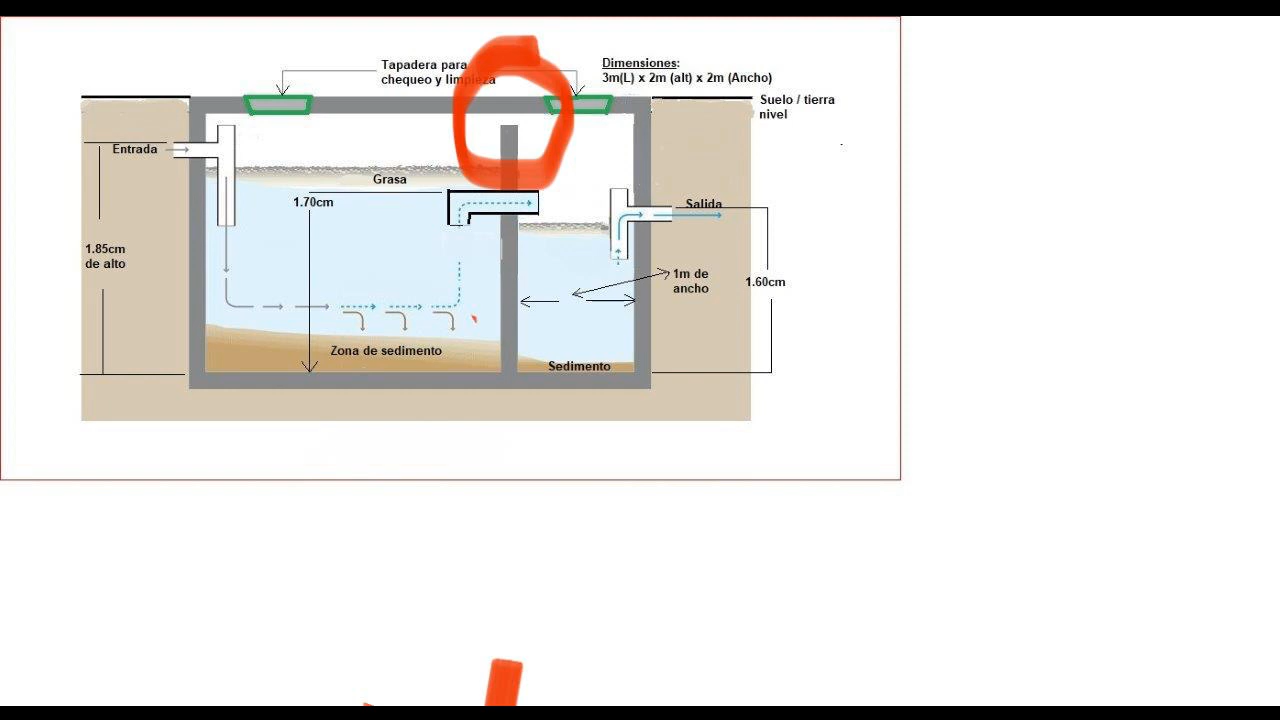 Tapadera para
chequeo y limpieza
Dimensiones:
3m(L) x 2m (alt) x 2m (Ancho)
Suelo / tierra
nivel
Entrada
Grasa
1.70cm
Salida
1.85cm
de alto
1m de
ancho
1.60cm
Zona de sedimento
Sedimento